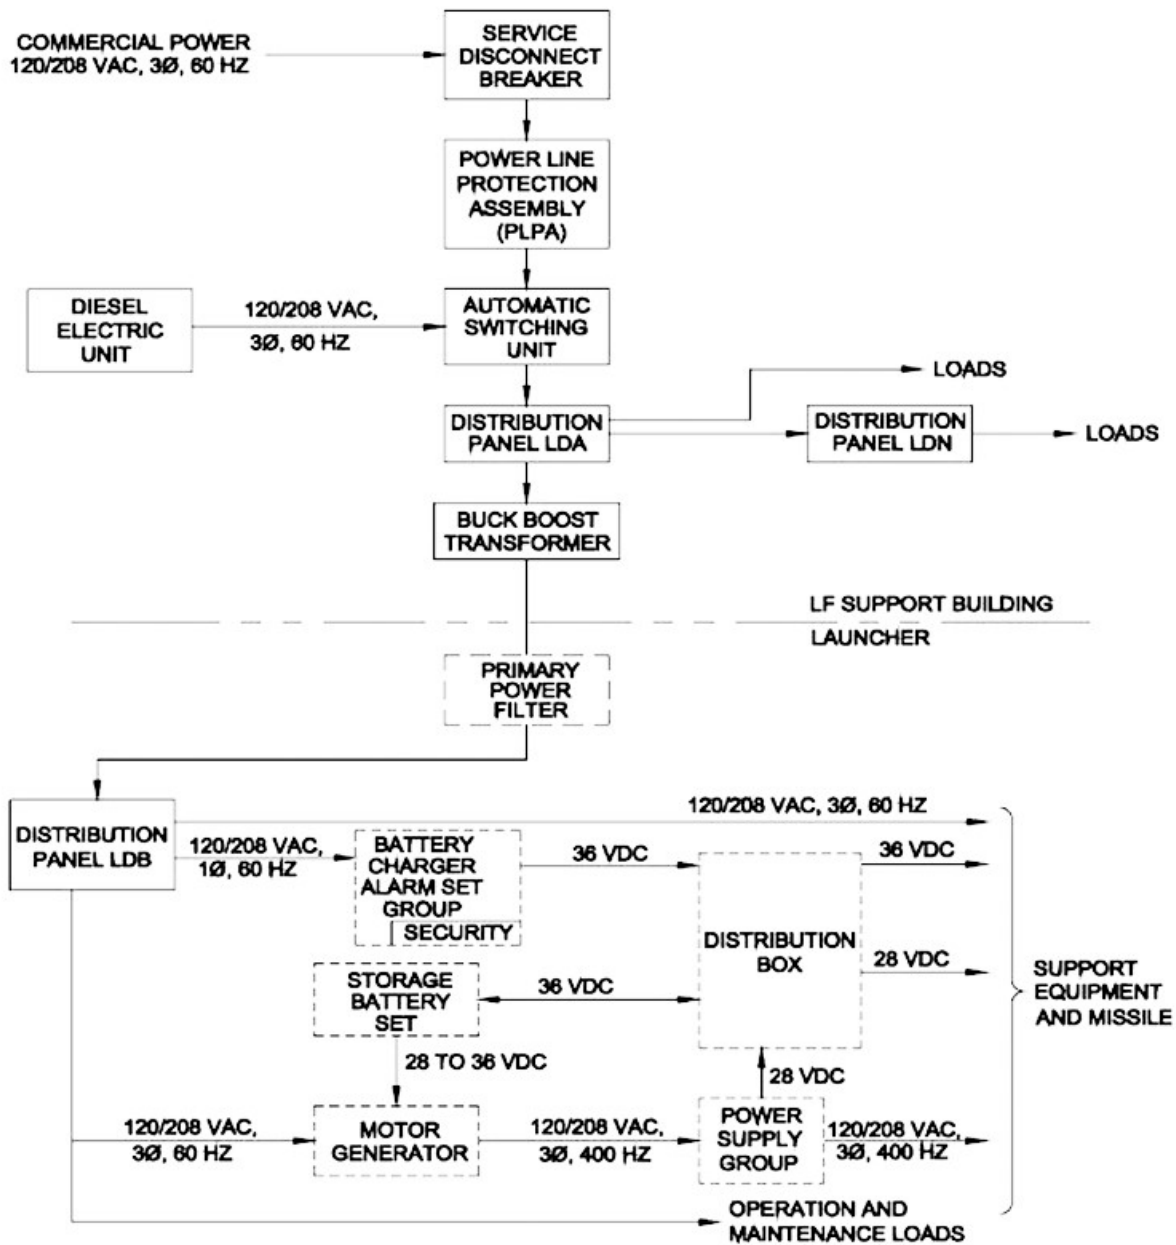 COMMERCIAL POWER
120/208 VAC, 3Ø, 60 HZ
SERVICE
DISCONNECT
BREAKER
POWER LINE
PROTECTION
ASSEMBLY
(PLPA)
DIESEL
ELECTRIC
UNIT
120/208 VAC,
3Ø, 60 HZ
AUTOMATIC
SWITCHING
UNIT
LOADS
DISTRIBUTION
PANEL LDA
DISTRIBUTION
PANEL LDN
LOADS
BUCK BOOST
TRANSFORMER
LF SUPPORT BUILDING
LAUNCHER
PRIMARY
POWER
FILTER
DISTRIBUTION
PANEL LDB
120/208 VAC, 3Ø, 60 HZ
120/208 VAC,
1Ø, 60 HZ
BATTERY
CHARGER
ALARM SET
GROUP
SECURITY
36 VDC
DISTRIBUTION
BOX
36 VDC
28 VDC
STORAGE
BATTERY
SET
36 VDC
SUPPORT
EQUIPMENT
AND MISSILE
28 TO 36 VDC
28 VDC
120/208 VAC,
3Ø, 60 HZ
MOTOR
GENERATOR
120/208 VAC,
3Ø, 400 HZ
POWER
SUPPLY
GROUP
120/208 VAC,
3Ø, 400 HZ
OPERATION AND
MAINTENANCE LOADS